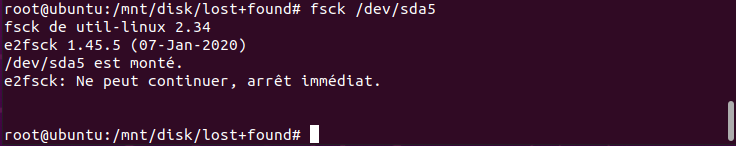 root@ubuntu:/mnt/disk/lost+found# fsck /dev/sda5
fsck de util-linux 2.34
e2fsck 1.45.5 (07-Jan-2020)
/dev/sda5 est monté.
e2fsck: Ne peut continuer, arrêt immédiat.
root@ubuntu:/mnt/disk/lost+found#